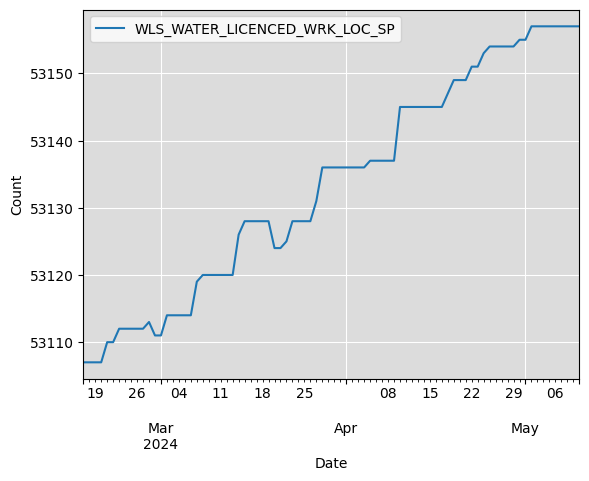 WLS_WATER_LICENCED_WRK_LOC_SP
53150
53140
53130
53120
53110
Count
19 26 04 11 18 25 08 15 22 29 06
Mar Apr May
2024
Date